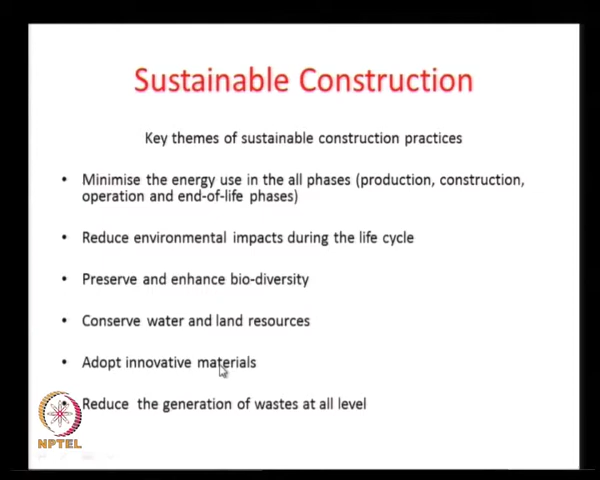 Sustainable Construction
Key themes of sustainable construction practices
• Minimise the energy use in the all phases (production, construction,
operation and end-of-life phases)
• Reduce environmental impacts during the life cycle
• Preserve and enhance bio-diversity
• Conserve water and land resources
• Adopt innovative materials
Reduce the generation of wastes at all level
NPTEL